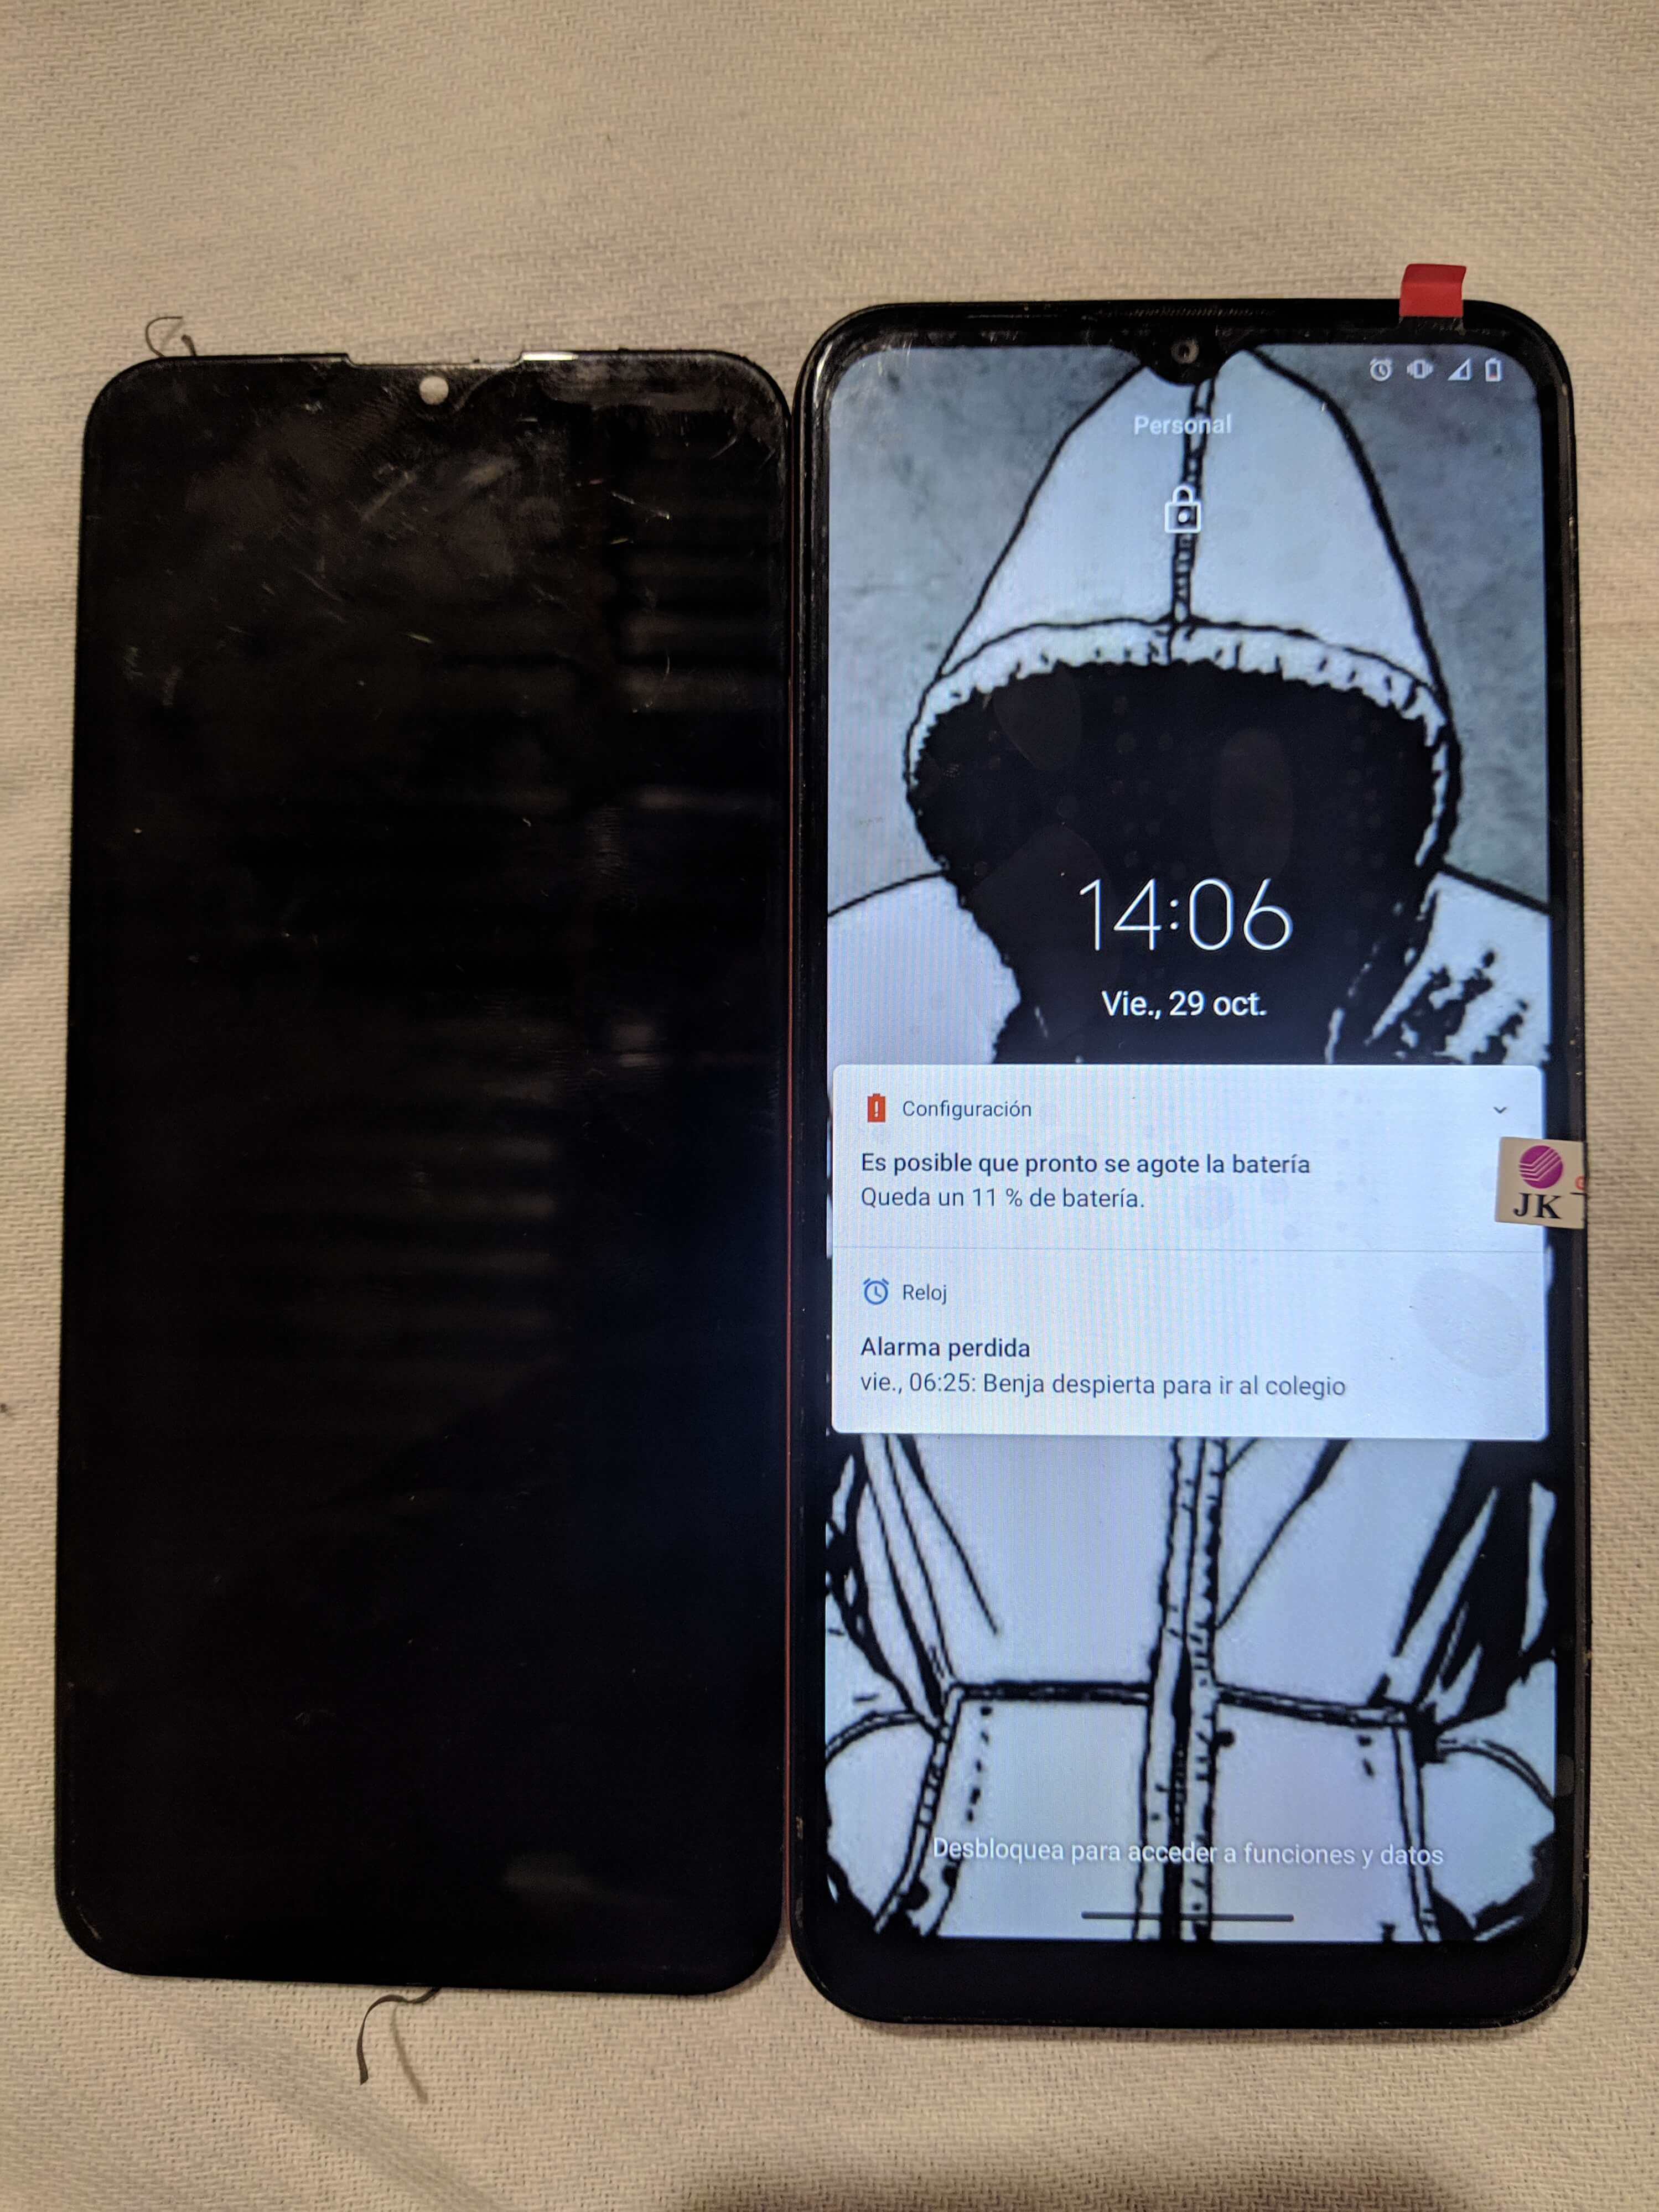 Personal
14:06
Vie., 29 oct.
Configuración
Es posible que pronto se agote la batería
Queda un 11 % de batería.
JK
Reloj
Alarma perdida
vie., 06:25: Benja despierta para ir al colegio
Desbloquea para acceder a funciones y datos